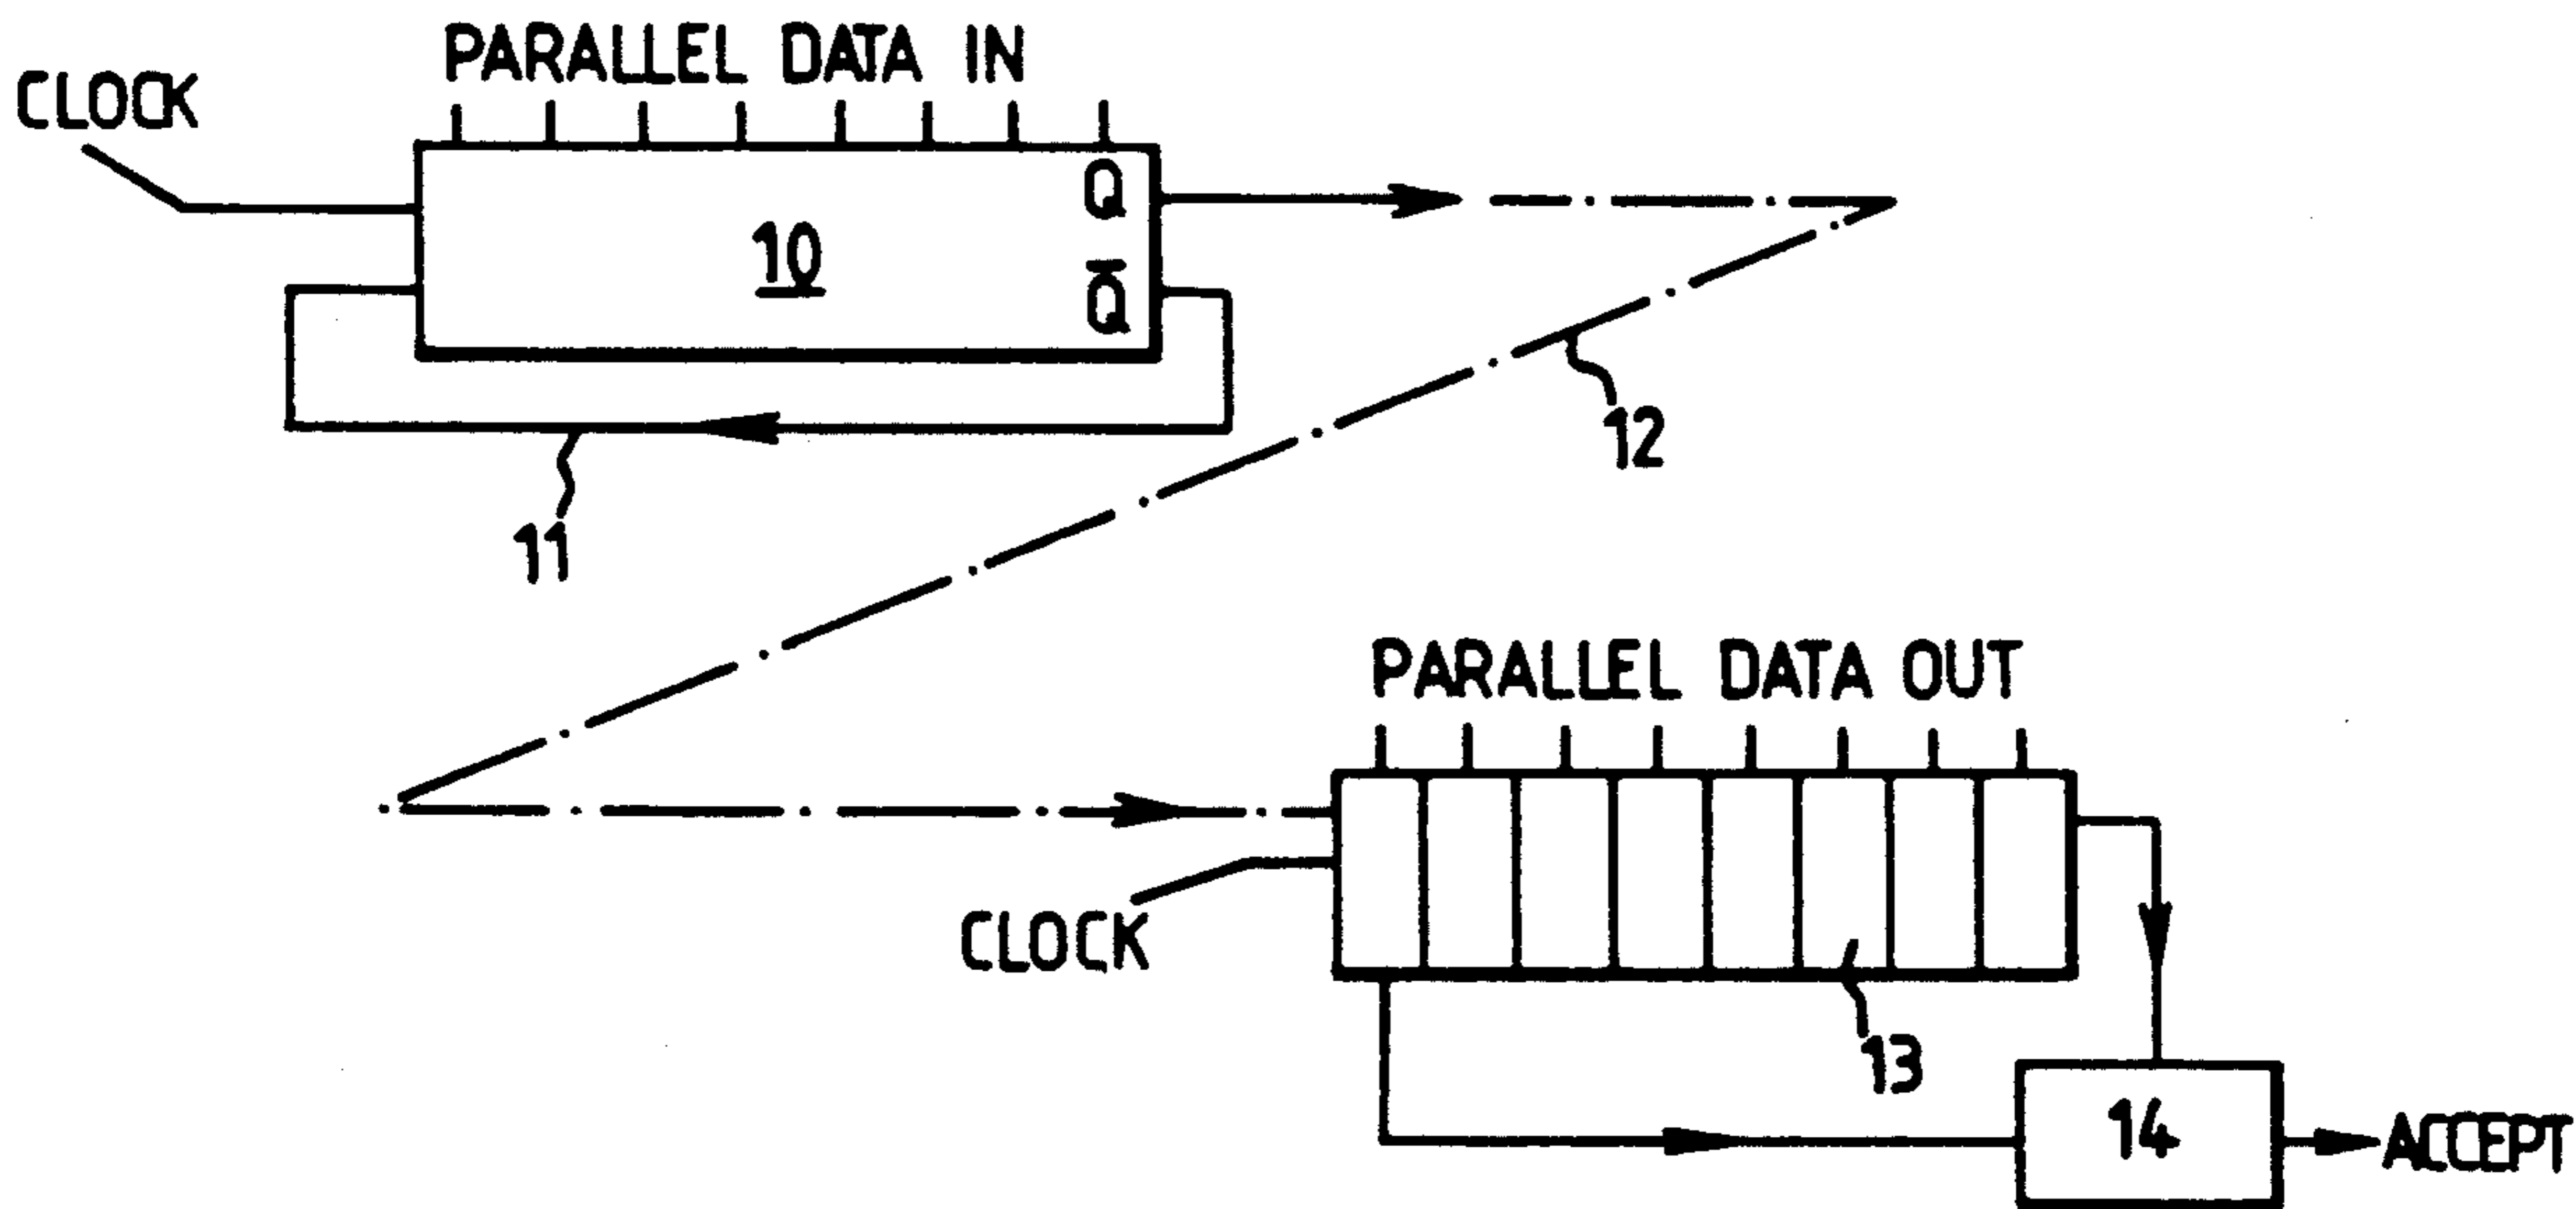 PARALLEL DATA IN
CLOCK
Q
10
Q̅
12
11
PARALLEL DATA OUT
CLOCK
13
14
ACCEPT